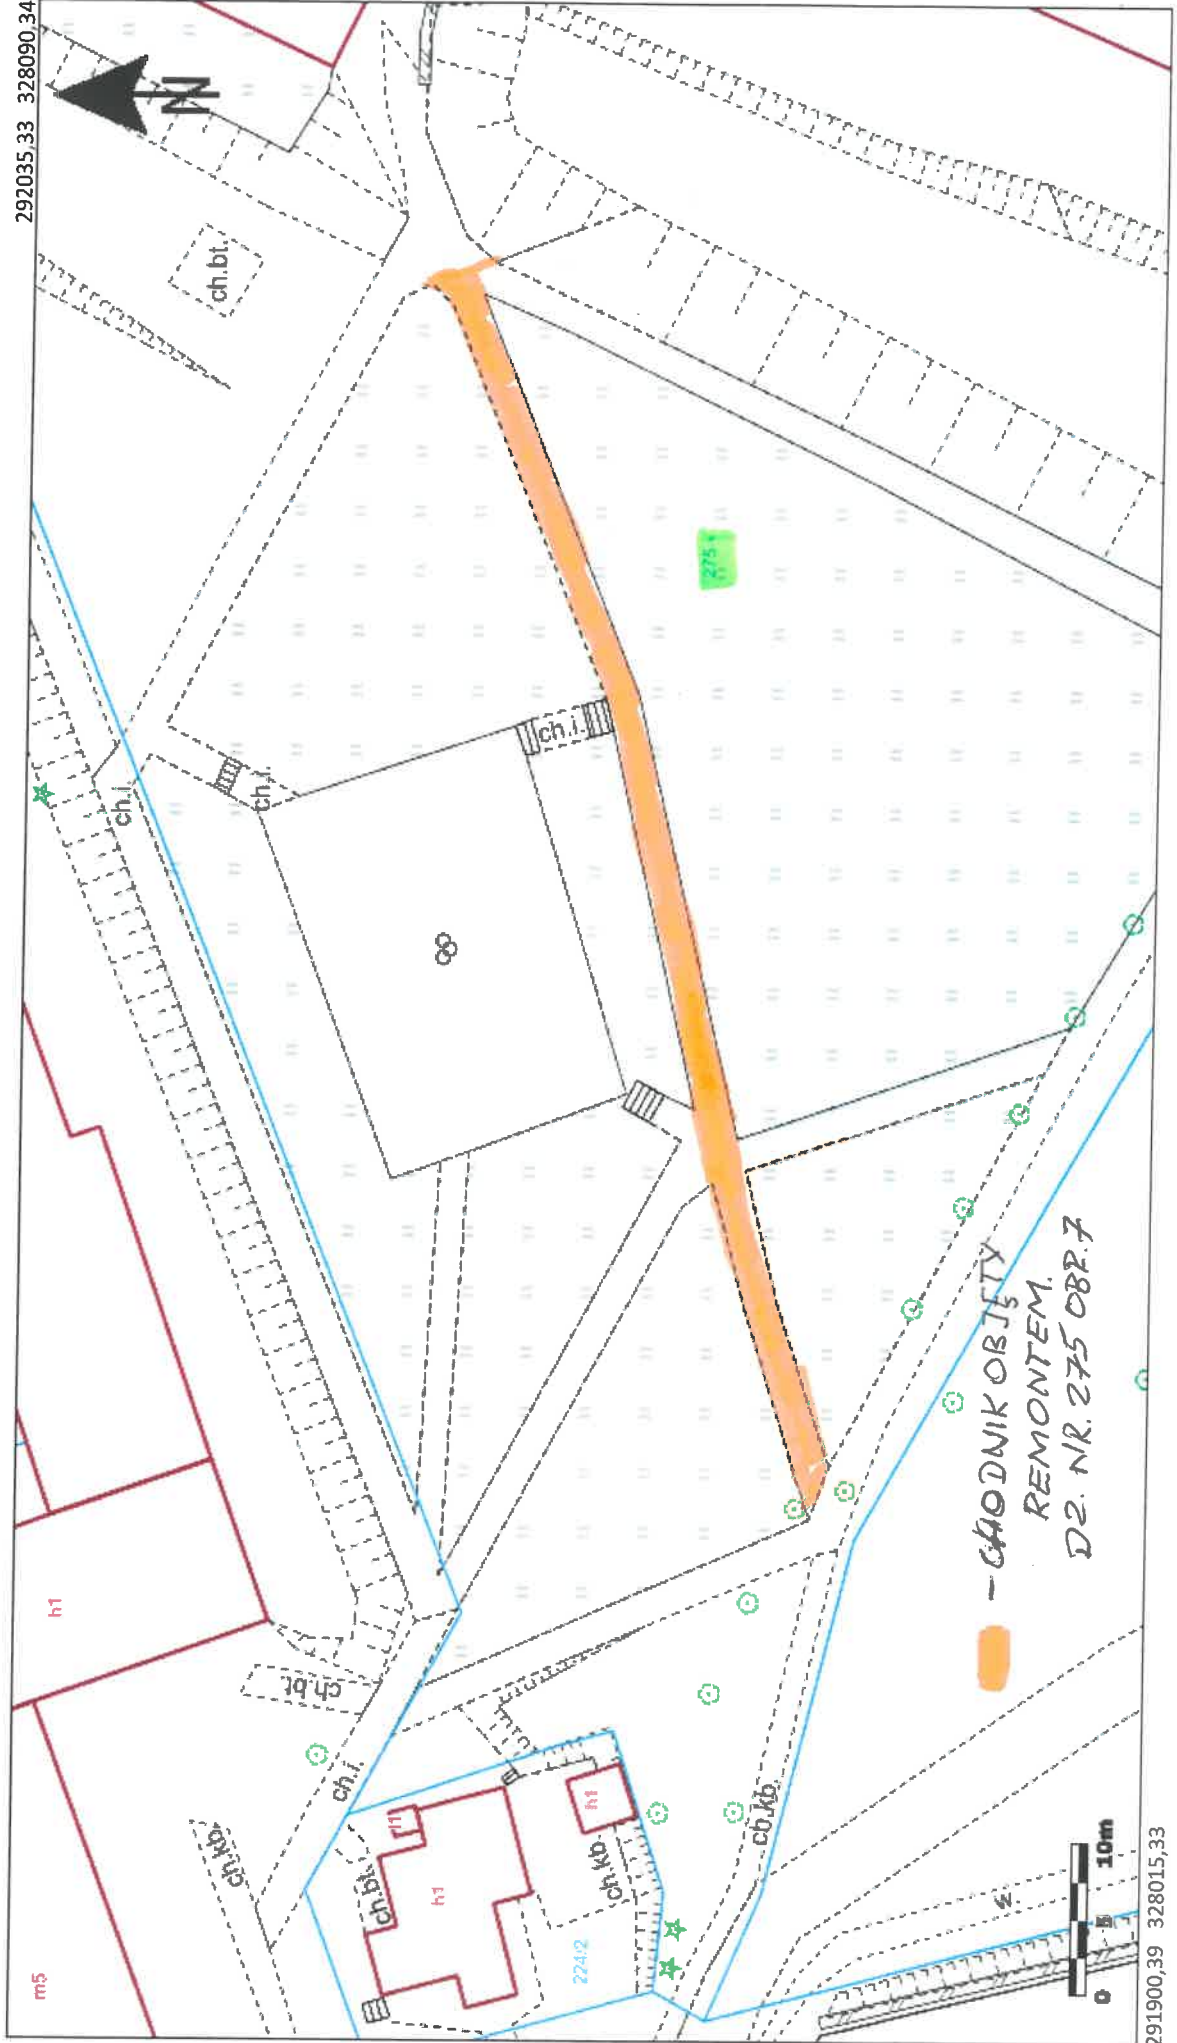 292035,33 328090,34
N
ch.bt.
275
ch.i.
ch.i.
ch.i.
h1
ch.bt.
ch.i.
ch.kb.
ch.bt.
h1
h1
h1
ch.kb.
224/2
m5
ch.kb
- CHODNIK OBJĘTY
REMONTEM.
DZ. NR. 275 OBR.7
0 5 10m
291900,39 328015,33